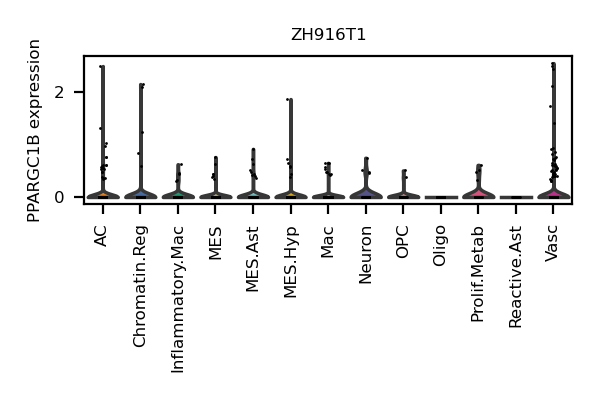 ZH916T1
PPARGC1B expression
2
0
AC
Chromatin.Reg
Inflammatory.Mac
MES
MES.Ast
MES.Hyp
Mac
Neuron
OPC
Oligo
Prolif.Metab
Reactive.Ast
Vasc